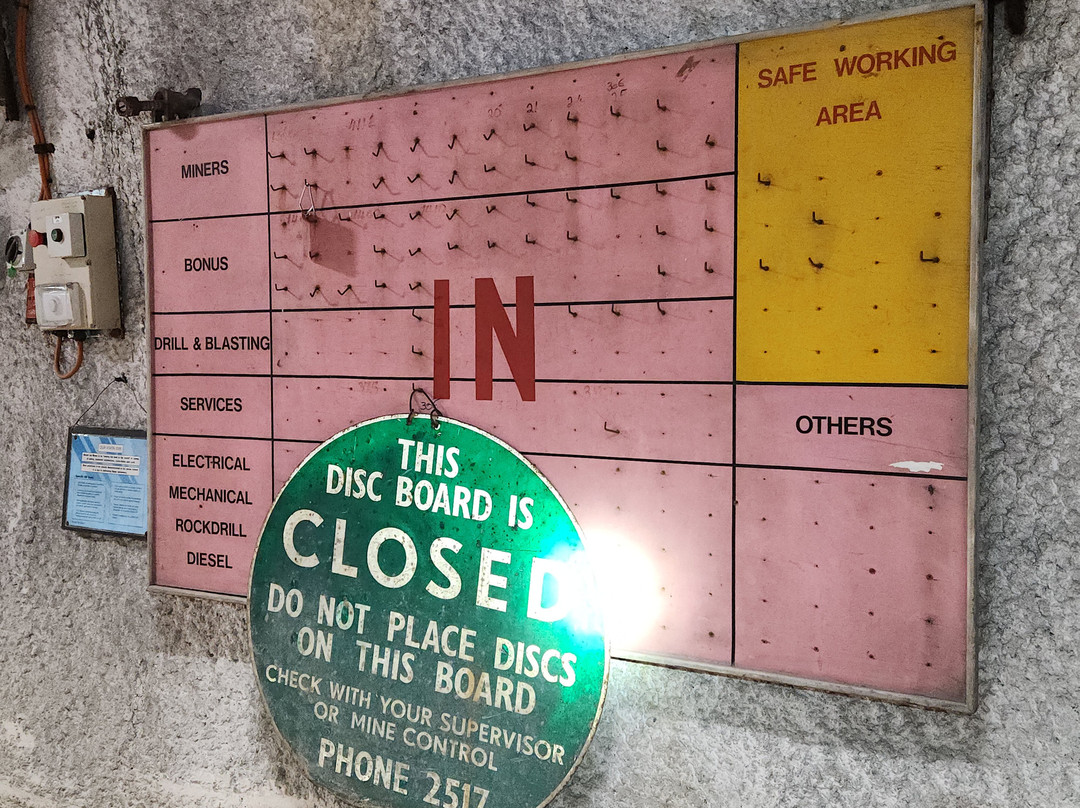 SAFE WORKING
AREA
MINERS
BONUS
DRILL & BLASTING
SERVICES
ELECTRICAL
MECHANICAL
ROCKDRILL
DIESEL
IN
OTHERS
THIS
DISC BOARD IS
CLOSED
DO NOT PLACE DISCS
ON THIS BOARD
CHECK WITH YOUR SUPERVISOR
OR MINE CONTROL
PHONE 2517